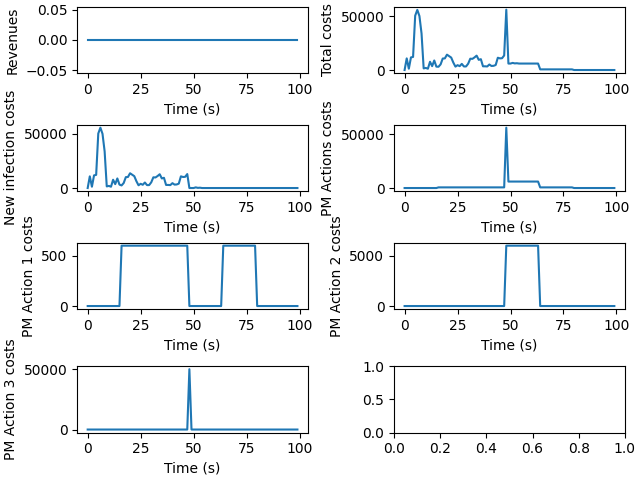 Revenues
0.05
0.00
−0.05
0 25 50 75 100
Time (s)
Total costs
50000
0
0 25 50 75 100
Time (s)
New infection costs
50000
0
0 25 50 75 100
Time (s)
PM Actions costs
50000
0
0 25 50 75 100
Time (s)
PM Action 1 costs
500
0
0 25 50 75 100
Time (s)
PM Action 2 costs
5000
0
0 25 50 75 100
Time (s)
PM Action 3 costs
50000
0
0 25 50 75 100
Time (s)
1.0
0.5
0.0
0.0 0.2 0.4 0.6 0.8 1.0